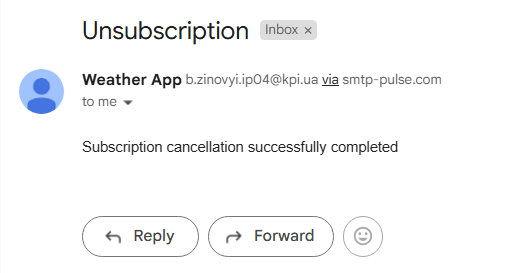 Unsubscription Inbox ×
Weather App b.zinovyi.ip04@kpi.ua via smtp-pulse.com
to me
Subscription cancellation successfully completed
Reply Forward